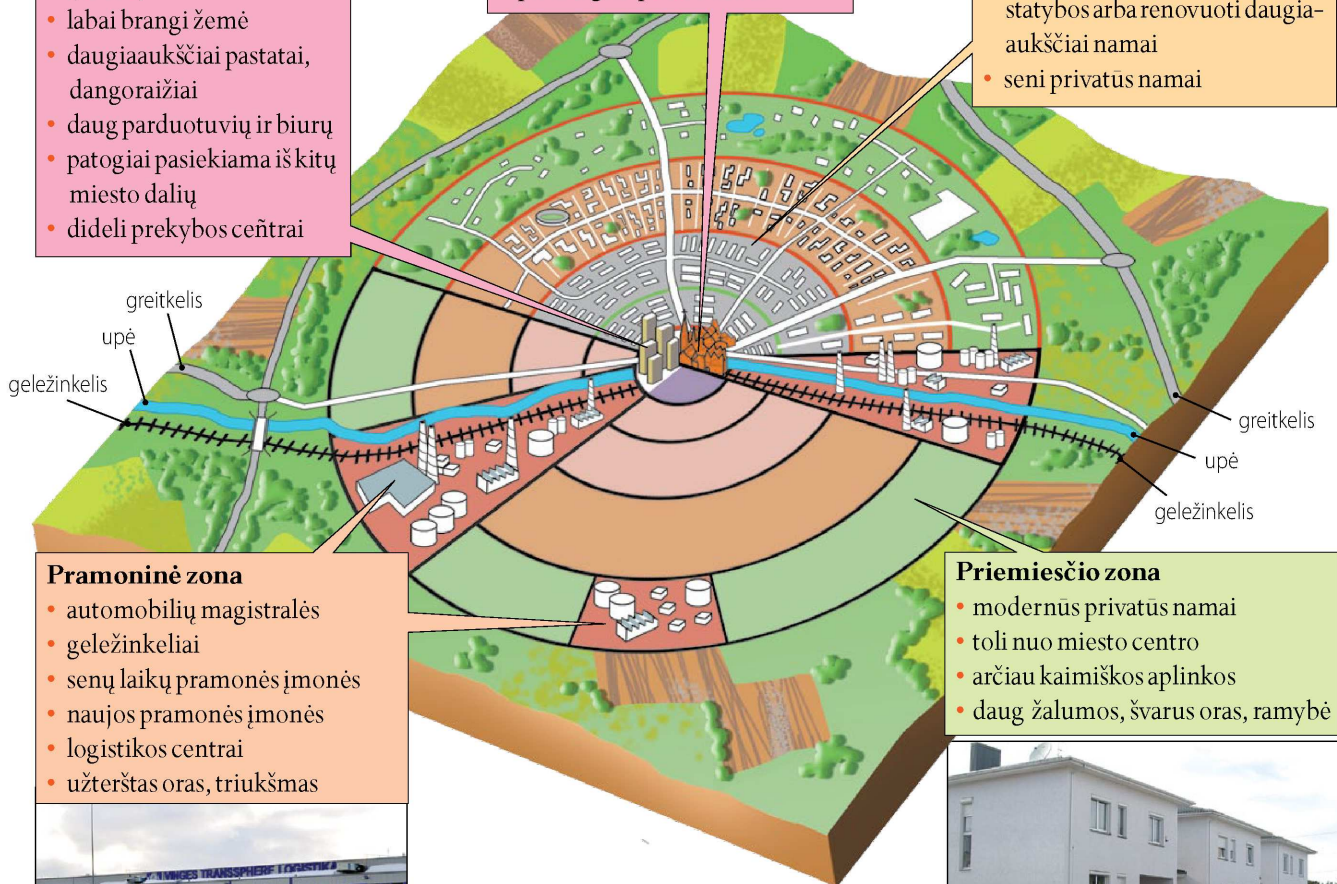 • labai brangi žemė
• daugiaaukščiai pastatai,
dangoraižiai
• daug parduotuvių ir biurų
• patogiai pasiekiama iš kitų
miesto dalių
• dideli prekybos ceñtrai
statybos arba renovuoti daugia-
aukščiai namai
• seni privatūs namai
greitkelis
upė
geležinkelis
greitkelis
upė
geležinkelis
Pramoninė zona
• automobilių magistralės
• geležinkeliai
• senų laikų pramonės įmonės
• naujos pramonės įmonės
• logistikos centrai
• užterštas oras, triukšmas
Priemiesčio zona
• modernūs privatūs namai
• toli nuo miesto centro
• arčiau kaimiškos aplinkos
• daug žalumos, švarus oras, ramybė
TRANSSPHERE LOGISTIKA